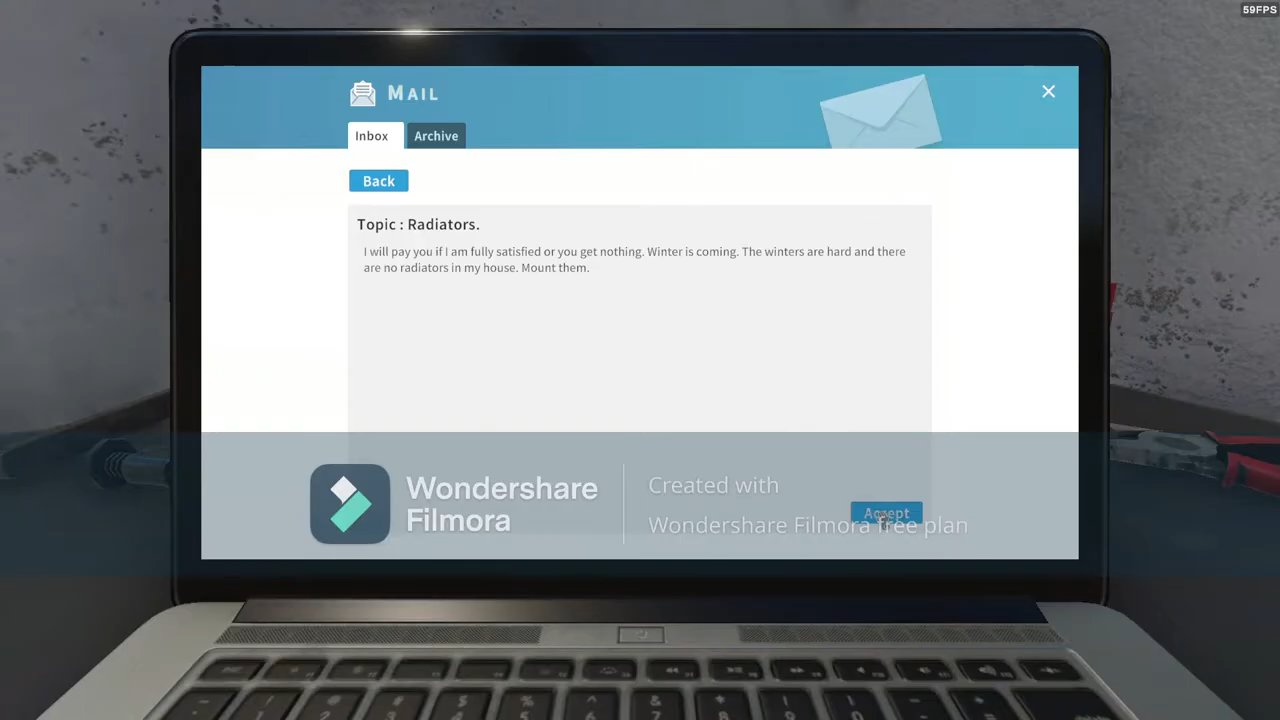 59FPS
MAIL
Inbox
Archive
Back
Topic : Radiators.
I will pay you if I am fully satisfied or you get nothing. Winter is coming. The winters are hard and there
are no radiators in my house. Mount them.
Wondershare
Filmora
Created with
Accept
Wondershare Filmora free plan